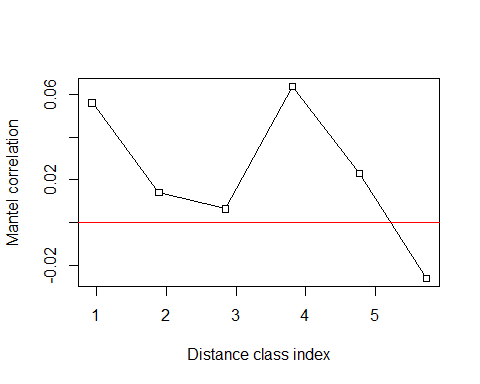 Mantel correlation
0.06
0.02
-0.02
1 2 3 4 5
Distance class index